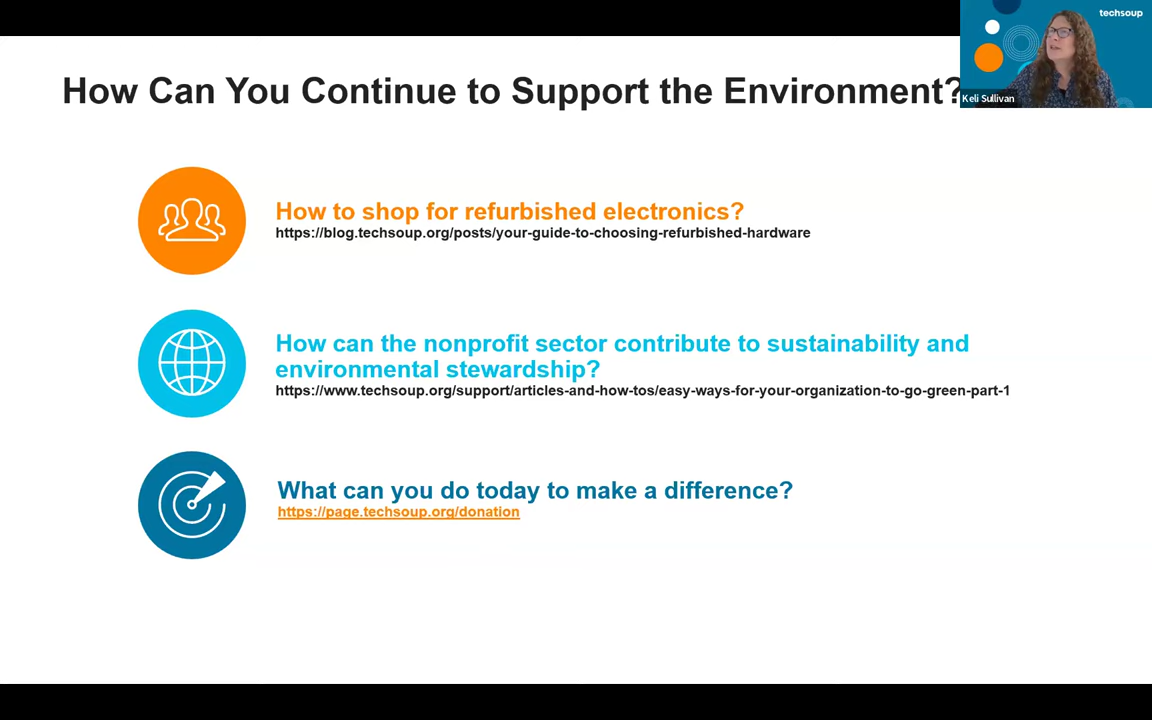 techsoup
How Can You Continue to Support the Environment?
Keli Sullivan
How to shop for refurbished electronics?
https://blog.techsoup.org/posts/your-guide-to-choosing-refurbished-hardware
How can the nonprofit sector contribute to sustainability and
environmental stewardship?
https://www.techsoup.org/support/articles-and-how-tos/easy-ways-for-your-organization-to-go-green-part-1
What can you do today to make a difference?
https://page.techsoup.org/donation